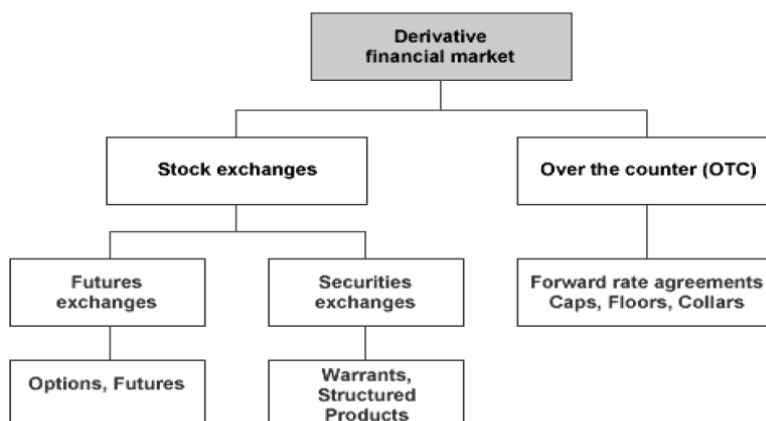 Derivative
financial market
Stock exchanges
Over the counter (OTC)
Futures
exchanges
Securities
exchanges
Forward rate agreements
Caps, Floors, Collars
Options, Futures
Warrants,
Structured
Products